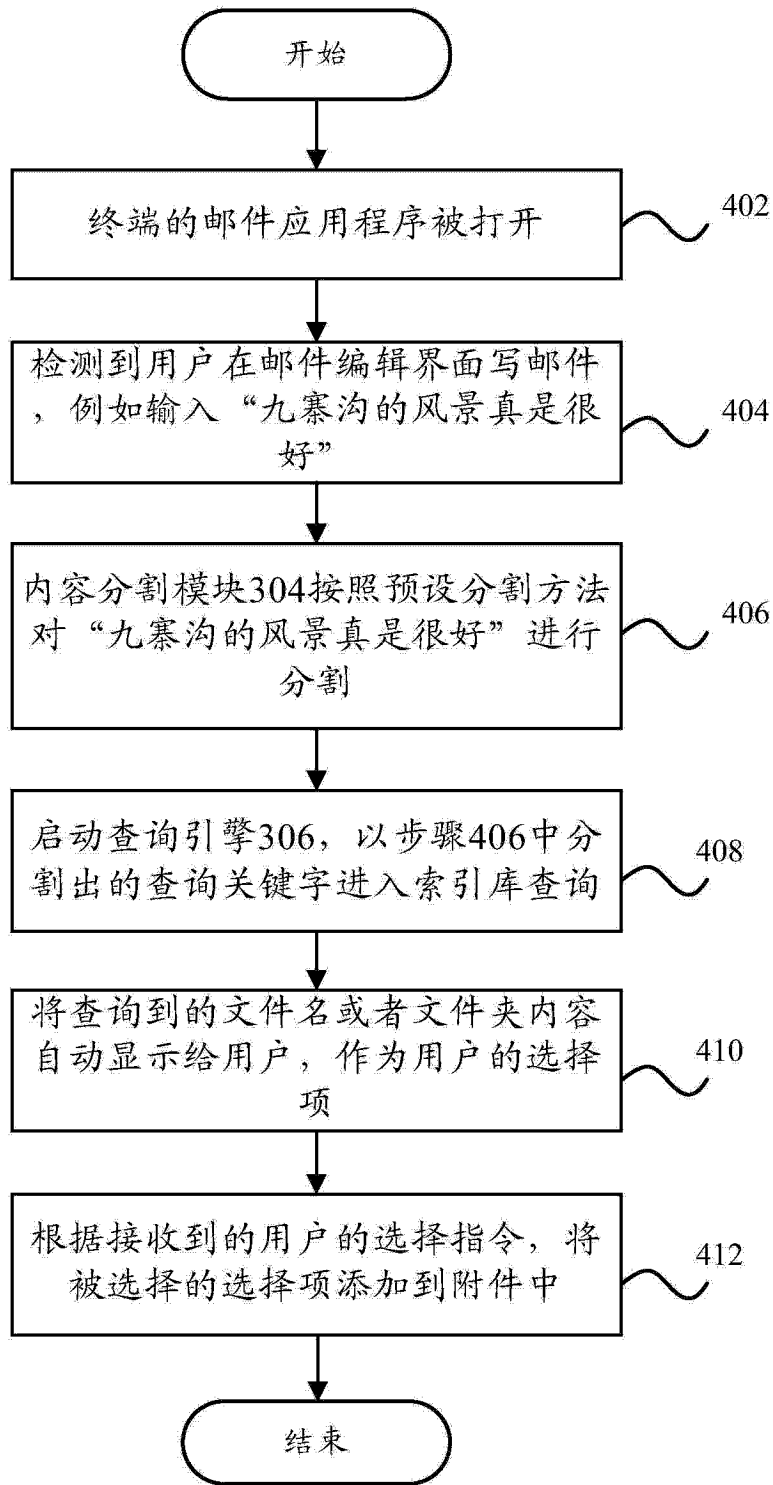 开始
终端的邮件应用程序被打开
402
检测到用户在邮件编辑界面写邮件
，例如输入“九寨沟的风景真是很
好”
404
内容分割模块304按照预设分割方法
对“九寨沟的风景真是很好”进行
分割
406
启动查询引擎306，以步骤406中分
割出的查询关键字进入索引库查询
408
将查询到的文件名或者文件夹内容
自动显示给用户，作为用户的选择
项
410
根据接收到的用户的选择指令，将
被选择的选择项添加到附件中
412
结束